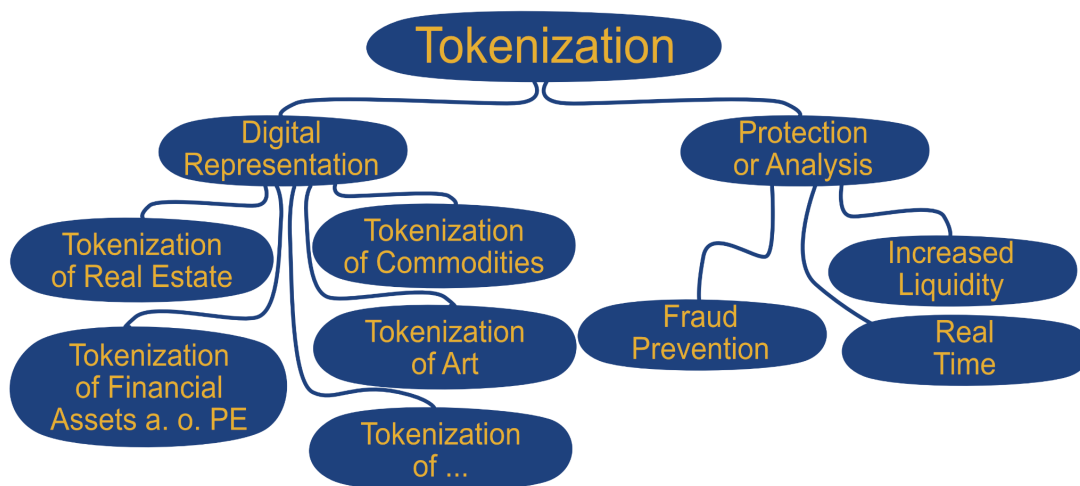 Tokenization
Digital
Representation
Protection
or Analysis
Tokenization
of Real Estate
Tokenization
of Commodities
Increased
Liquidity
Tokenization
of Financial
Assets a. o. PE
Tokenization
of Art
Fraud
Prevention
Real
Time
Tokenization
of ...